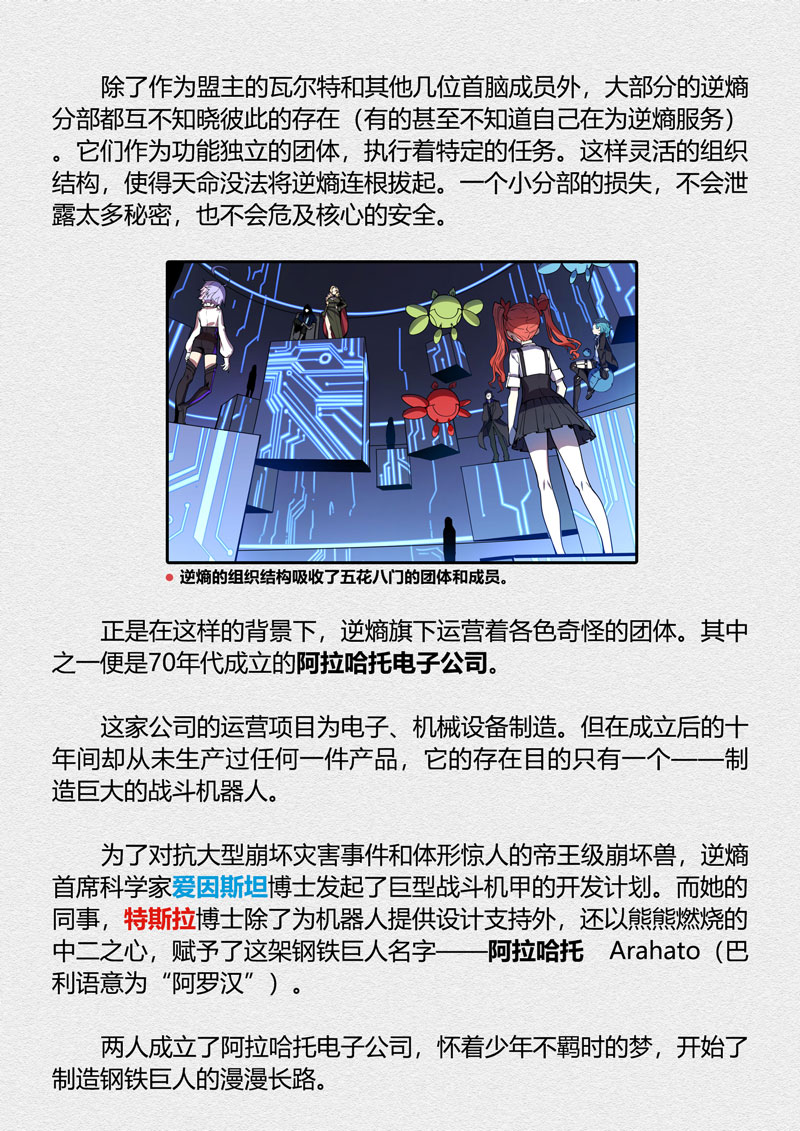 除了作为盟主的瓦尔特和其他几位首脑成员外，大部分的逆熵
分部都互不知晓彼此的存在（有的甚至不知道自己在为逆熵服务）
。它们作为功能独立的团体，执行着特定的任务。这样灵活的组织
结构，使得天命没法将逆熵连根拔起。一个小分部的损失，不会泄
露太多秘密，也不会危及核心的安全。
逆熵的组织结构吸收了五花八门的团体和成员。
正是在这样的背景下，逆熵旗下运营着各色奇怪的团体。其中
之一便是70年代成立的阿拉哈托电子公司。
这家公司的运营项目为电子、机械设备制造。但在成立后的十
年间却从未生产过任何一件产品，它的存在目的只有一个——制
造巨大的战斗机器人。
为了对抗大型崩坏灾害事件和体形惊人的帝王级崩坏兽，逆熵
首席科学家爱因斯坦博士发起了巨型战斗机甲的开发计划。而她的
同事，特斯拉博士除了为机器人提供设计支持外，还以熊熊燃烧的
中二之心，赋予了这架钢铁巨人名字——阿拉哈托　Arahato（巴
利语意为“阿罗汉”）。
两人成立了阿拉哈托电子公司，怀着少年不羁时的梦，开始了
制造钢铁巨人的漫漫长路。